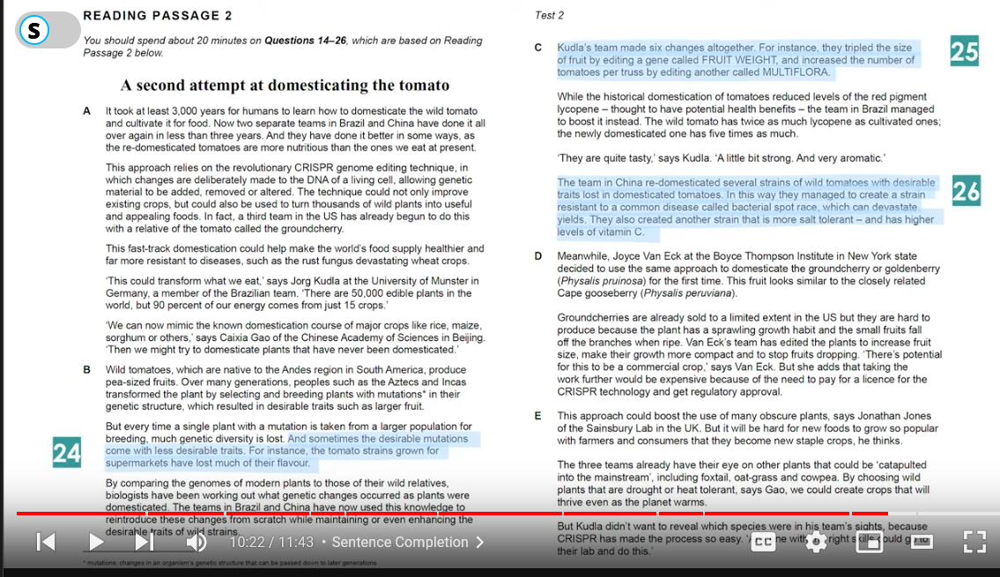 S
READING PASSAGE 2
You should spend about 20 minutes on Questions 14–26, which are based on Reading
Passage 2 below.
A second attempt at domesticating the tomato
A It took at least 3,000 years for humans to learn how to domesticate the wild tomato
and cultivate it for food. Now two separate teams in Brazil and China have done it all
over again in less than three years. And they have done it better in some ways, as
the re-domesticated tomatoes are more nutritious than the ones we eat at present.
This approach relies on the revolutionary CRISPR genome editing technique, in
which changes are deliberately made to the DNA of a living cell, allowing genetic
material to be added, removed or altered. The technique could not only improve
existing crops, but could also be used to turn thousands of wild plants into useful
and appealing foods. In fact, a third team in the US has already begun to do this
with a relative of the tomato called the groundcherry.
This fast-track domestication could help make the world's food supply healthier and
far more resistant to diseases, such as the rust fungus devastating wheat crops.
'This could transform what we eat,' says Jorg Kudla at the University of Munster in
Germany, a member of the Brazilian team. 'There are 50,000 edible plants in the
world, but 90 percent of our energy comes from just 15 crops.'
'We can now mimic the known domestication course of major crops like rice, maize,
sorghum or others,' says Caixia Gao of the Chinese Academy of Sciences in Beijing.
'Then we might try to domesticate plants that have never been domesticated.'
B Wild tomatoes, which are native to the Andes region in South America, produce
pea-sized fruits. Over many generations, peoples such as the Aztecs and Incas
transformed the plant by selecting and breeding plants with mutations* in their
genetic structure, which resulted in desirable traits such as larger fruit.
But every time a single plant with a mutation is taken from a larger population for
breeding, much genetic diversity is lost. And sometimes the desirable mutations
come with less desirable traits. For instance, the tomato strains grown for
supermarkets have lost much of their flavour.
24
By comparing the genomes of modern plants to those of their wild relatives,
biologists have been working out what genetic changes occurred as plants were
domesticated. The teams in Brazil and China have now used this knowledge to
reintroduce these changes from scratch while maintaining or even enhancing the
desirable traits of wild strains.
* mutations: changes in an organism's genetic structure that can be passed down to later generations
Test 2
C Kudla's team made six changes altogether. For instance, they tripled the size
of fruit by editing a gene called FRUIT WEIGHT, and increased the number of
tomatoes per truss by editing another called MULTIFLORA.
25
While the historical domestication of tomatoes reduced levels of the red pigment
lycopene – thought to have potential health benefits – the team in Brazil managed
to boost it instead. The wild tomato has twice as much lycopene as cultivated ones;
the newly domesticated one has five times as much.
'They are quite tasty,' says Kudla. 'A little bit strong. And very aromatic.'
The team in China re-domesticated several strains of wild tomatoes with desirable
traits lost in domesticated tomatoes. In this way they managed to create a strain
resistant to a common disease called bacterial spot race, which can devastate
yields. They also created another strain that is more salt tolerant – and has higher
levels of vitamin C.
26
D Meanwhile, Joyce Van Eck at the Boyce Thompson Institute in New York state
decided to use the same approach to domesticate the groundcherry or goldenberry
(Physalis pruinosa) for the first time. This fruit looks similar to the closely related
Cape gooseberry (Physalis peruviana).
Groundcherries are already sold to a limited extent in the US but they are hard to
produce because the plant has a sprawling growth habit and the small fruits fall
off the branches when ripe. Van Eck's team has edited the plants to increase fruit
size, make their growth more compact and to stop fruits dropping. 'There's potential
for this to be a commercial crop,' says Van Eck. But she adds that taking the
work further would be expensive because of the need to pay for a licence for the
CRISPR technology and get regulatory approval.
E This approach could boost the use of many obscure plants, says Jonathan Jones
of the Sainsbury Lab in the UK. But it will be hard for new foods to grow so popular
with farmers and consumers that they become new staple crops, he thinks.
The three teams already have their eye on other plants that could be 'catapulted
into the mainstream', including foxtail, oat-grass and cowpea. By choosing wild
plants that are drought or heat tolerant, says Gao, we could create crops that will
thrive even as the planet warms.
But Kudla didn't want to reveal which species were in his team's sights, because
CRISPR has made the process so easy. right skills could go to
their lab and do this.'
10:22 / 11:43 • Sentence Completion
CC